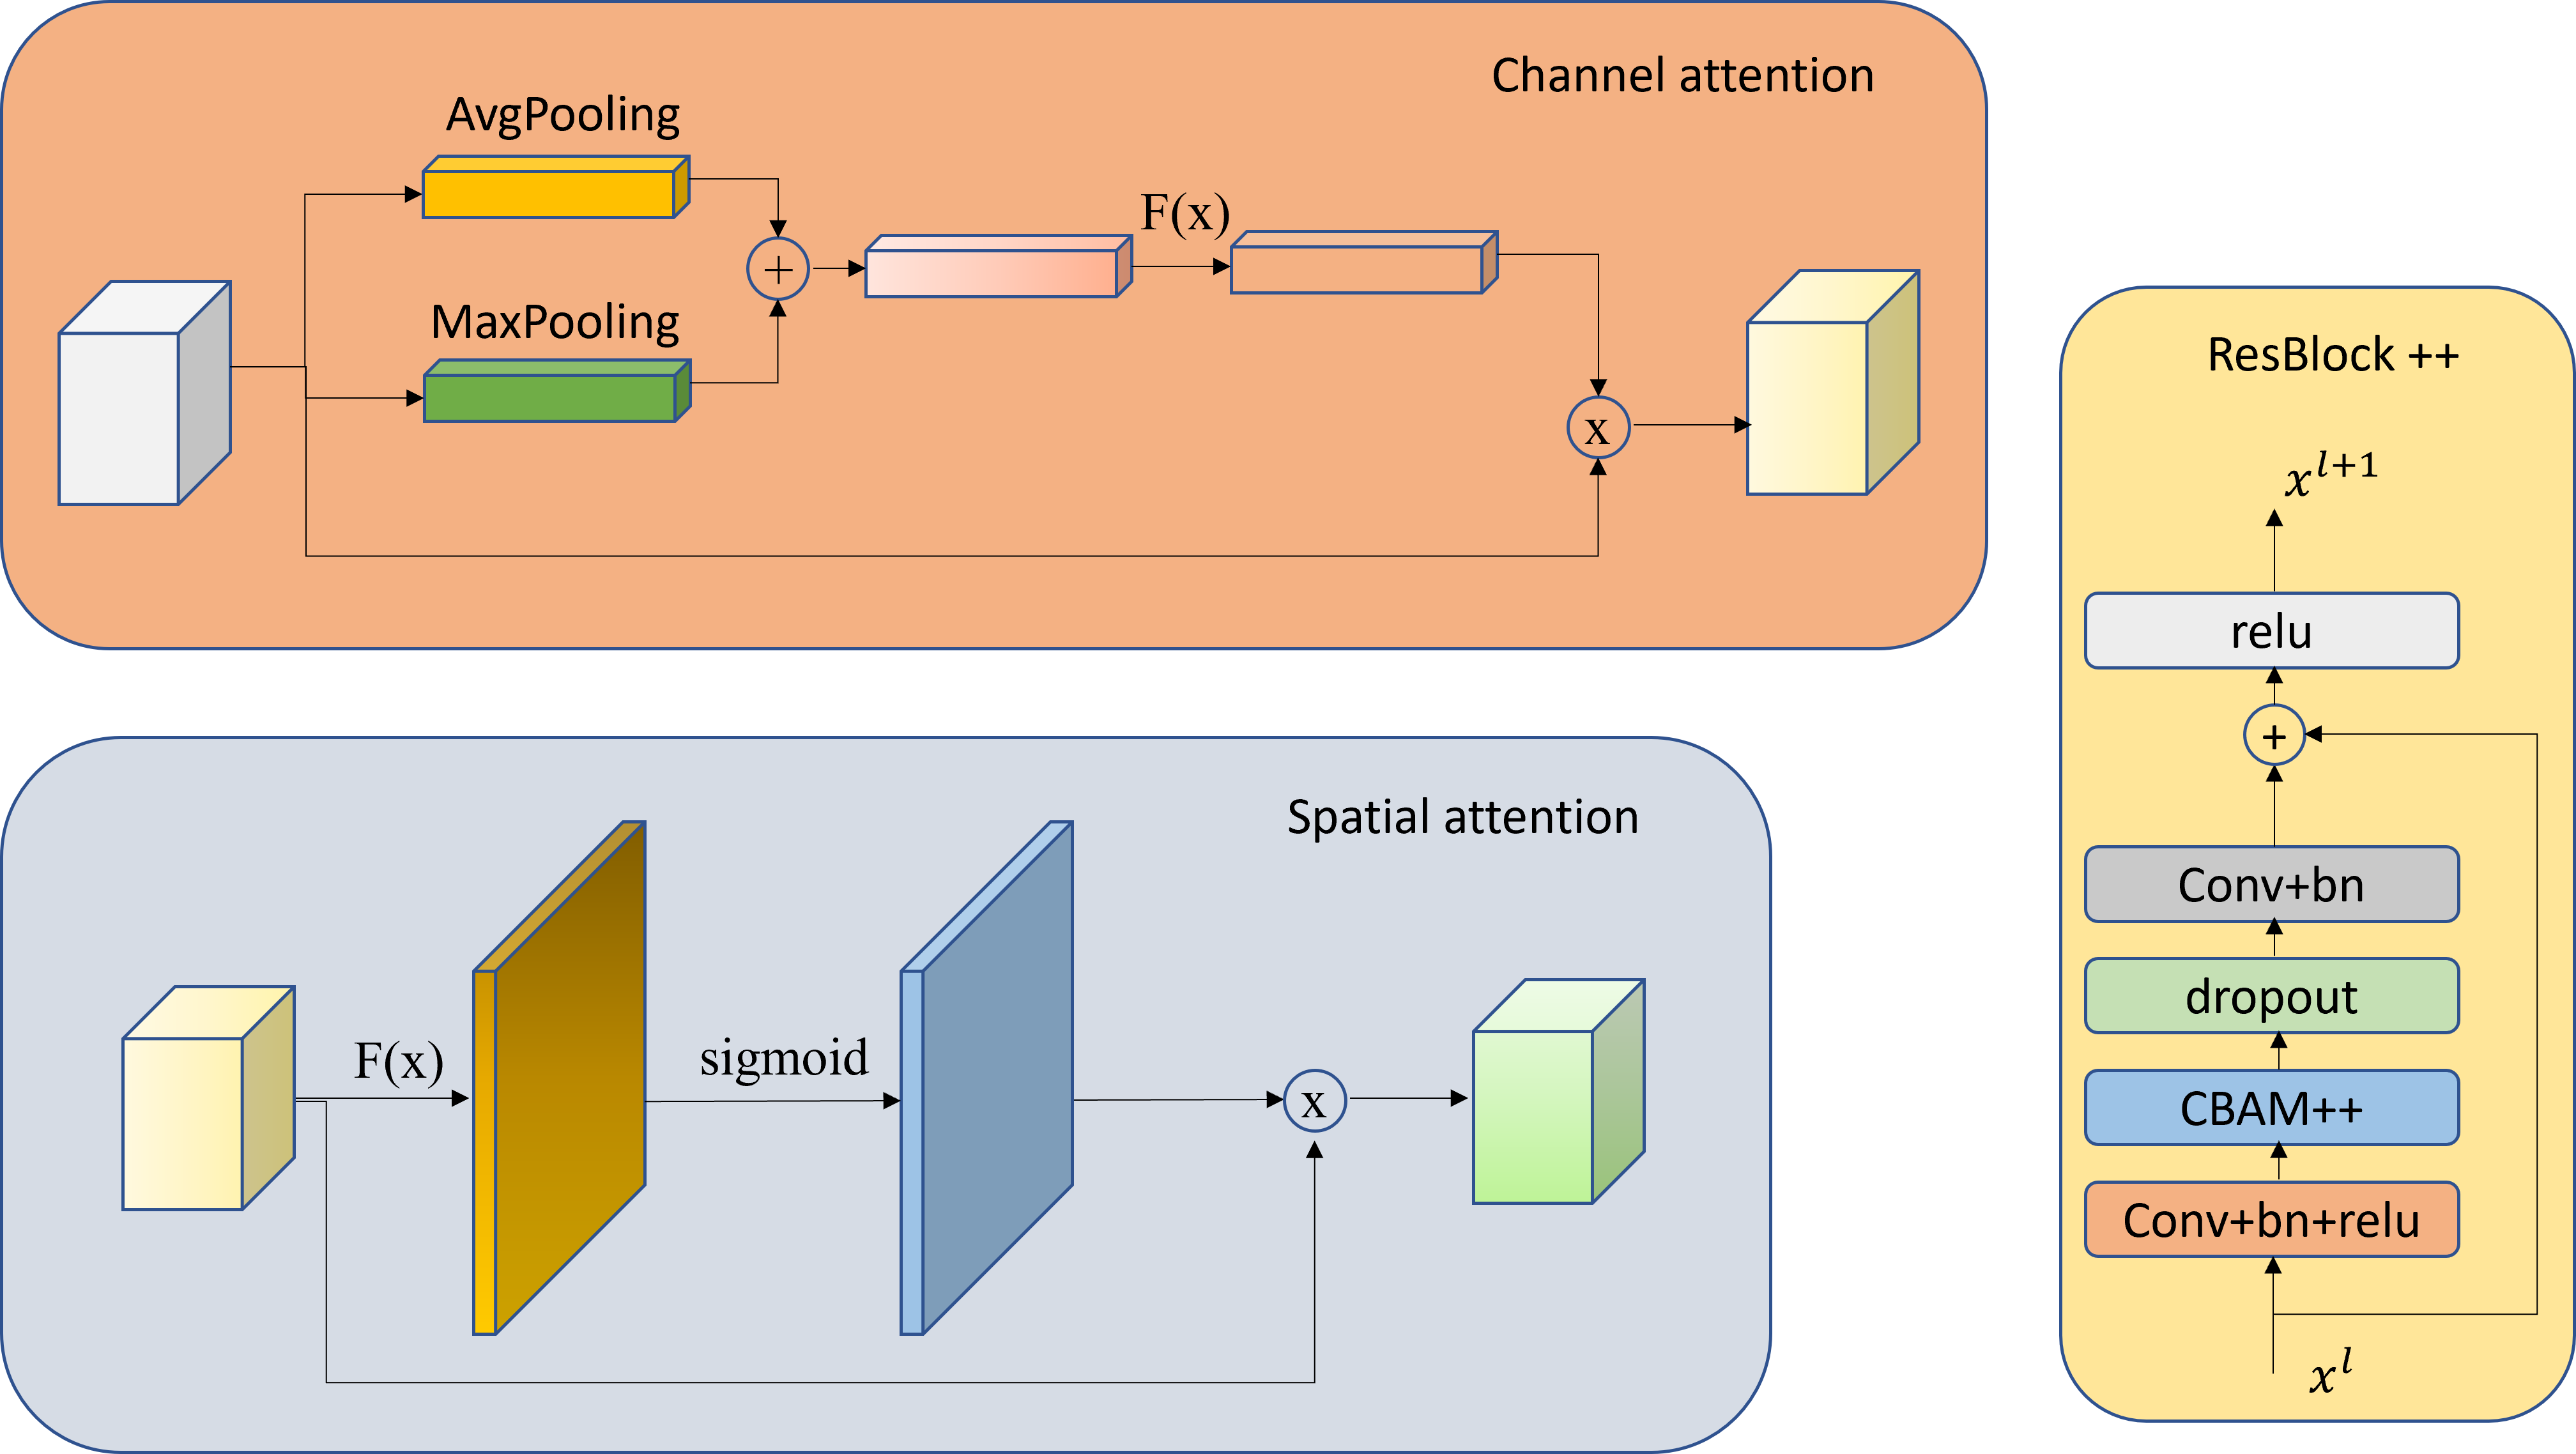 Channel attention
AvgPooling
F(x)
+
MaxPooling
x
Spatial attention
F(x)
sigmoid
x
ResBlock ++
x^{l+1}
relu
+
Conv+bn
dropout
CBAM++
Conv+bn+relu
x^l